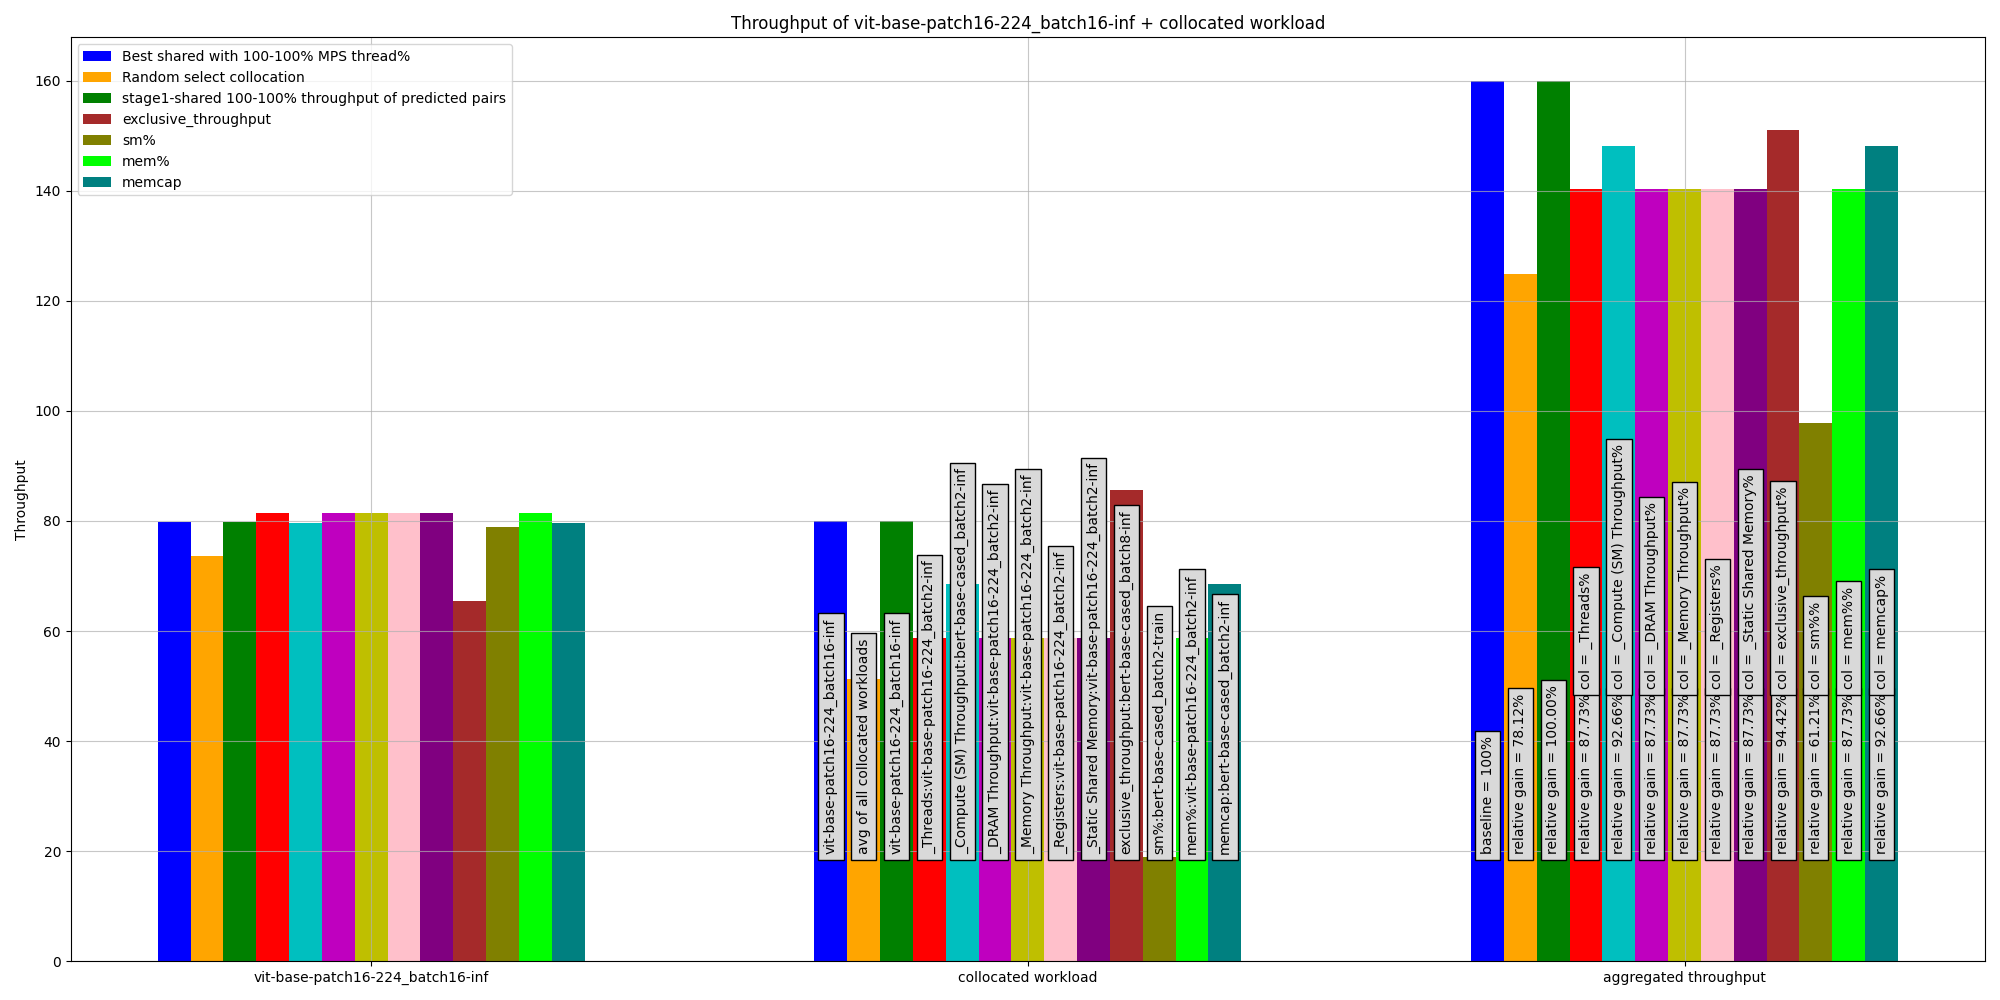 Throughput of vit-base-patch16-224_batch16-inf + collocated workload
Best shared with 100-100% MPS thread%
Random select collocation
stage1-shared 100-100% throughput of predicted pairs
exclusive_throughput
sm%
mem%
memcap
Throughput
160
140
120
100
80
60
40
20
0
vit-base-patch16-224_batch16-inf
avg of all collocated workloads
vit-base-patch16-224_batch16-inf
_Threads:vit-base-patch16-224_batch2-inf
_Compute (SM) Throughput:bert-base-cased_batch2-inf
_DRAM Throughput:vit-base-patch16-224_batch2-inf
_Memory Throughput:vit-base-patch16-224_batch2-inf
_Registers:vit-base-patch16-224_batch2-inf
_Static Shared Memory:vit-base-patch16-224_batch2-inf
exclusive_throughput:bert-base-cased_batch8-inf
sm%:bert-base-cased_batch2-train
mem%:vit-base-patch16-224_batch2-inf
memcap:bert-base-cased_batch2-inf
baseline = 100%
relative gain = 78.12%
relative gain = 100.00%
relative gain = 87.73%
col = _Threads%
relative gain = 92.66%
col = _Compute (SM) Throughput%
relative gain = 87.73%
col = _DRAM Throughput%
relative gain = 87.73%
col = _Memory Throughput%
relative gain = 87.73%
col = _Registers%
relative gain = 87.73%
col = _Static Shared Memory%
relative gain = 94.42%
col = exclusive_throughput%
relative gain = 61.21%
col = sm%%
relative gain = 87.73%
col = mem%%
relative gain = 92.66%
col = memcap%
vit-base-patch16-224_batch16-inf
collocated workload
aggregated throughput